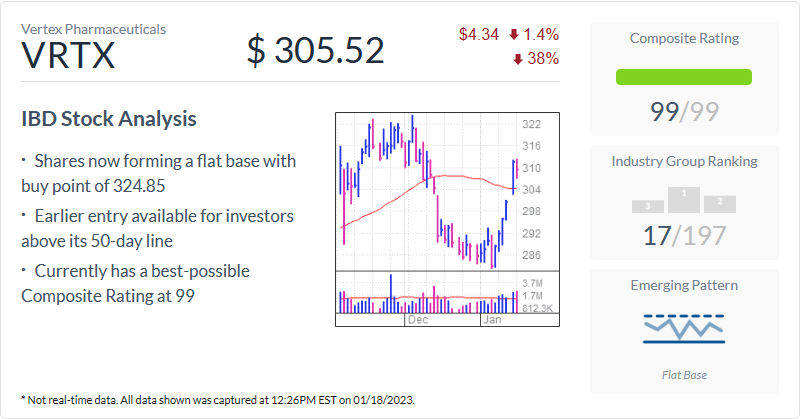 Vertex Pharmaceuticals
VRTX
$ 305.52
$4.34 1.4%
38%
IBD Stock Analysis
· Shares now forming a flat base with
buy point of 324.85
· Earlier entry available for investors
above its 50-day line
· Currently has a best-possible
Composite Rating at 99
322
316
310
304
298
292
286
3.7M
1.7M
812.3K
Dec
Jan
Composite Rating
99/99
Industry Group Ranking
3
1
2
17/197
Emerging Pattern
Flat Base
* Not real-time data. All data shown was captured at 12:26PM EST on 01/18/2023.